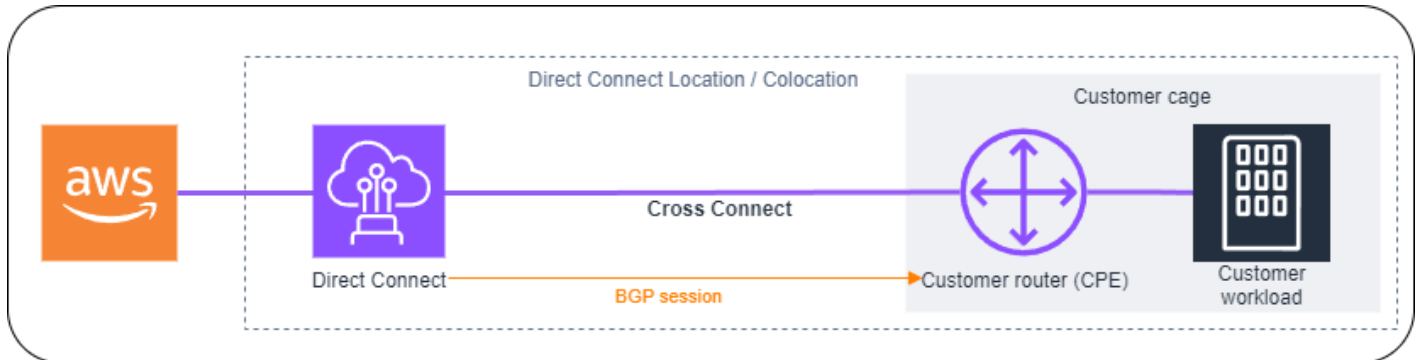 Direct Connect Location / Colocation
Customer cage
aws
Cross Connect
Direct Connect
BGP session
Customer router (CPE)
Customer
workload